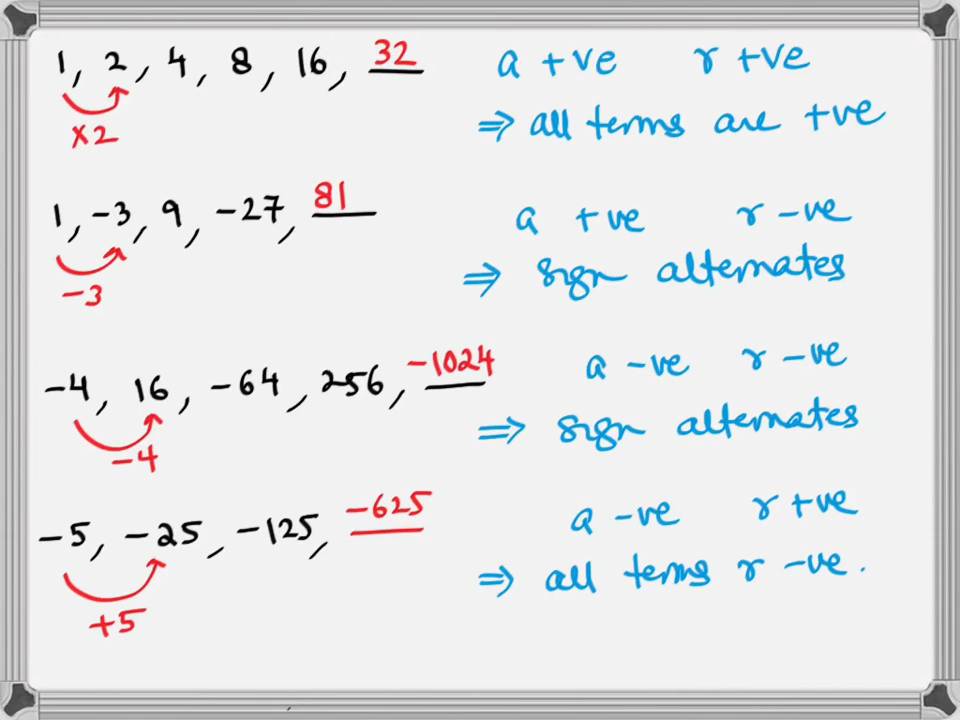 1, 2, 4, 8, 16, 32 a +ve r +ve
×2 ⇒ all terms are +ve
1, -3, 9, -27, 81 a +ve r -ve
-3 ⇒ sign alternates
-4, 16, -64, 256, -1024 a -ve r -ve
-4 ⇒ sign alternates
-5, -25, -125, -625 a -ve r +ve
+5 ⇒ all terms r -ve.